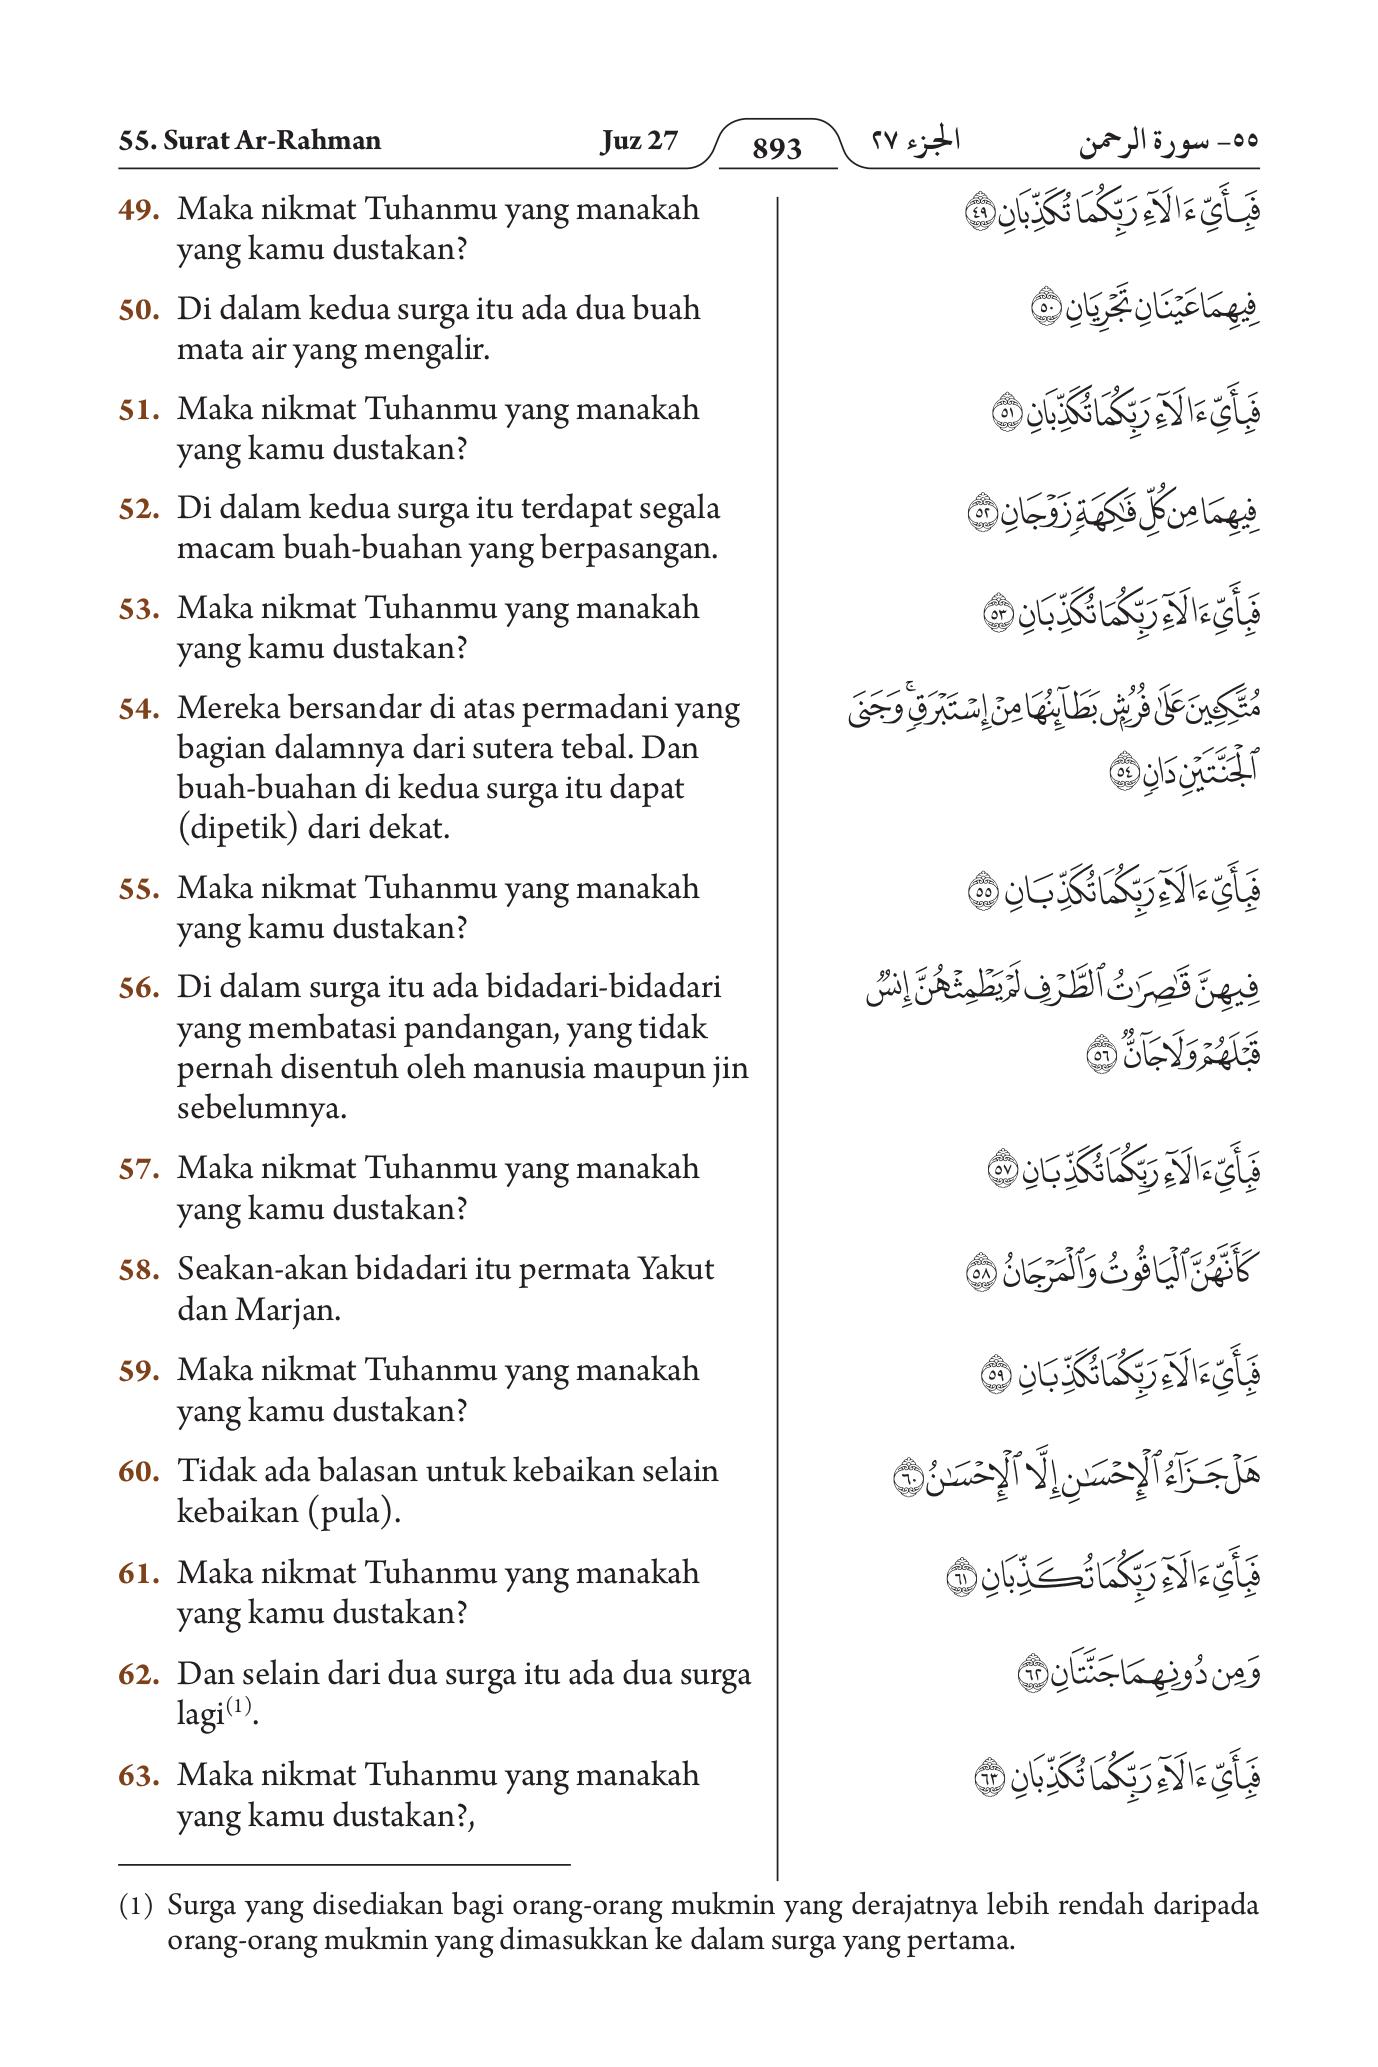 55. Surat Ar-Rahman
Juz 27
893
الجزء ٢٧
٥٥- سورة الرحمن
49. Maka nikmat Tuhanmu yang manakah
yang kamu dustakan?
50. Di dalam kedua surga itu ada dua buah
mata air yang mengalir.
51. Maka nikmat Tuhanmu yang manakah
yang kamu dustakan?
52. Di dalam kedua surga itu terdapat segala
macam buah-buahan yang berpasangan.
53. Maka nikmat Tuhanmu yang manakah
yang kamu dustakan?
54. Mereka bersandar di atas permadani yang
bagian dalamnya dari sutera tebal. Dan
buah-buahan di kedua surga itu dapat
(dipetik) dari dekat.
55. Maka nikmat Tuhanmu yang manakah
yang kamu dustakan?
56. Di dalam surga itu ada bidadari-bidadari
yang membatasi pandangan, yang tidak
pernah disentuh oleh manusia maupun jin
sebelumnya.
57. Maka nikmat Tuhanmu yang manakah
yang kamu dustakan?
58. Seakan-akan bidadari itu permata Yakut
dan Marjan.
59. Maka nikmat Tuhanmu yang manakah
yang kamu dustakan?
60. Tidak ada balasan untuk kebaikan selain
kebaikan (pula).
61. Maka nikmat Tuhanmu yang manakah
yang kamu dustakan?
62. Dan selain dari dua surga itu ada dua surga
lagi(1).
63. Maka nikmat Tuhanmu yang manakah
yang kamu dustakan?,
فَبِأَيِّ ءَالَآءِ رَبِّكُمَا تُكَذِّبَانِ ٤٩
فِيهِمَا عَيۡنَانِ تَجۡرِيَانِ ٥٠
فَبِأَيِّ ءَالَآءِ رَبِّكُمَا تُكَذِّبَانِ ٥١
فِيهِمَا مِن كُلِّ فَٰكِهَةٖ زَوۡجَانِ ٥٢
فَبِأَيِّ ءَالَآءِ رَبِّكُمَا تُكَذِّبَانِ ٥٣
مُتَّكِـِٔينَ عَلَىٰ فُرُشِۭ بَطَآئِنُهَا مِنۡ إِسۡتَبۡرَقٖۚ وَجَنَى
ٱلۡجَنَّتَيۡنِ دَانٖ ٥٤
فَبِأَيِّ ءَالَآءِ رَبِّكُمَا تُكَذِّبَانِ ٥٥
فِيهِنَّ قَٰصِرَٰتُ ٱلطَّرۡفِ لَمۡ يَطۡمِثۡهُنَّ إِنسٞ
قَبۡلَهُمۡ وَلَا جَآنّٞ ٥٦
فَبِأَيِّ ءَالَآءِ رَبِّكُمَا تُكَذِّبَانِ ٥٧
كَأَنَّهُنَّ ٱلۡيَاقُوتُ وَٱلۡمَرۡجَانُ ٥٨
فَبِأَيِّ ءَالَآءِ رَبِّكُمَا تُكَذِّبَانِ ٥٩
هَلۡ جَزَآءُ ٱلۡإِحۡسَٰنِ إِلَّا ٱلۡإِحۡسَٰنُ ٦٠
فَبِأَيِّ ءَالَآءِ رَبِّكُمَا تُكَذِّبَانِ ٦١
وَمِن دُونِهِمَا جَنَّتَانِ ٦٢
فَبِأَيِّ ءَالَآءِ رَبِّكُمَا تُكَذِّبَانِ ٦٣
(1) Surga yang disediakan bagi orang-orang mukmin yang derajatnya lebih rendah daripada
orang-orang mukmin yang dimasukkan ke dalam surga yang pertama.